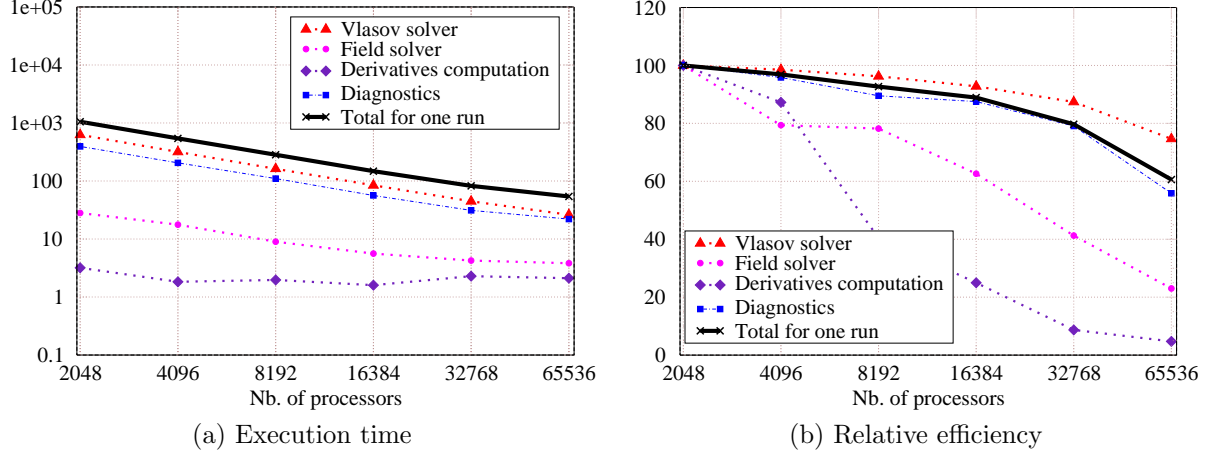 1e+05
1e+04
1e+03
100
10
1
0.1
Vlasov solver
Field solver
Derivatives computation
Diagnostics
Total for one run
2048 4096 8192 16384 32768 65536
Nb. of processors
(a) Execution time
120
100
80
60
40
20
0
Vlasov solver
Field solver
Derivatives computation
Diagnostics
Total for one run
2048 4096 8192 16384 32768 65536
Nb. of processors
(b) Relative efficiency